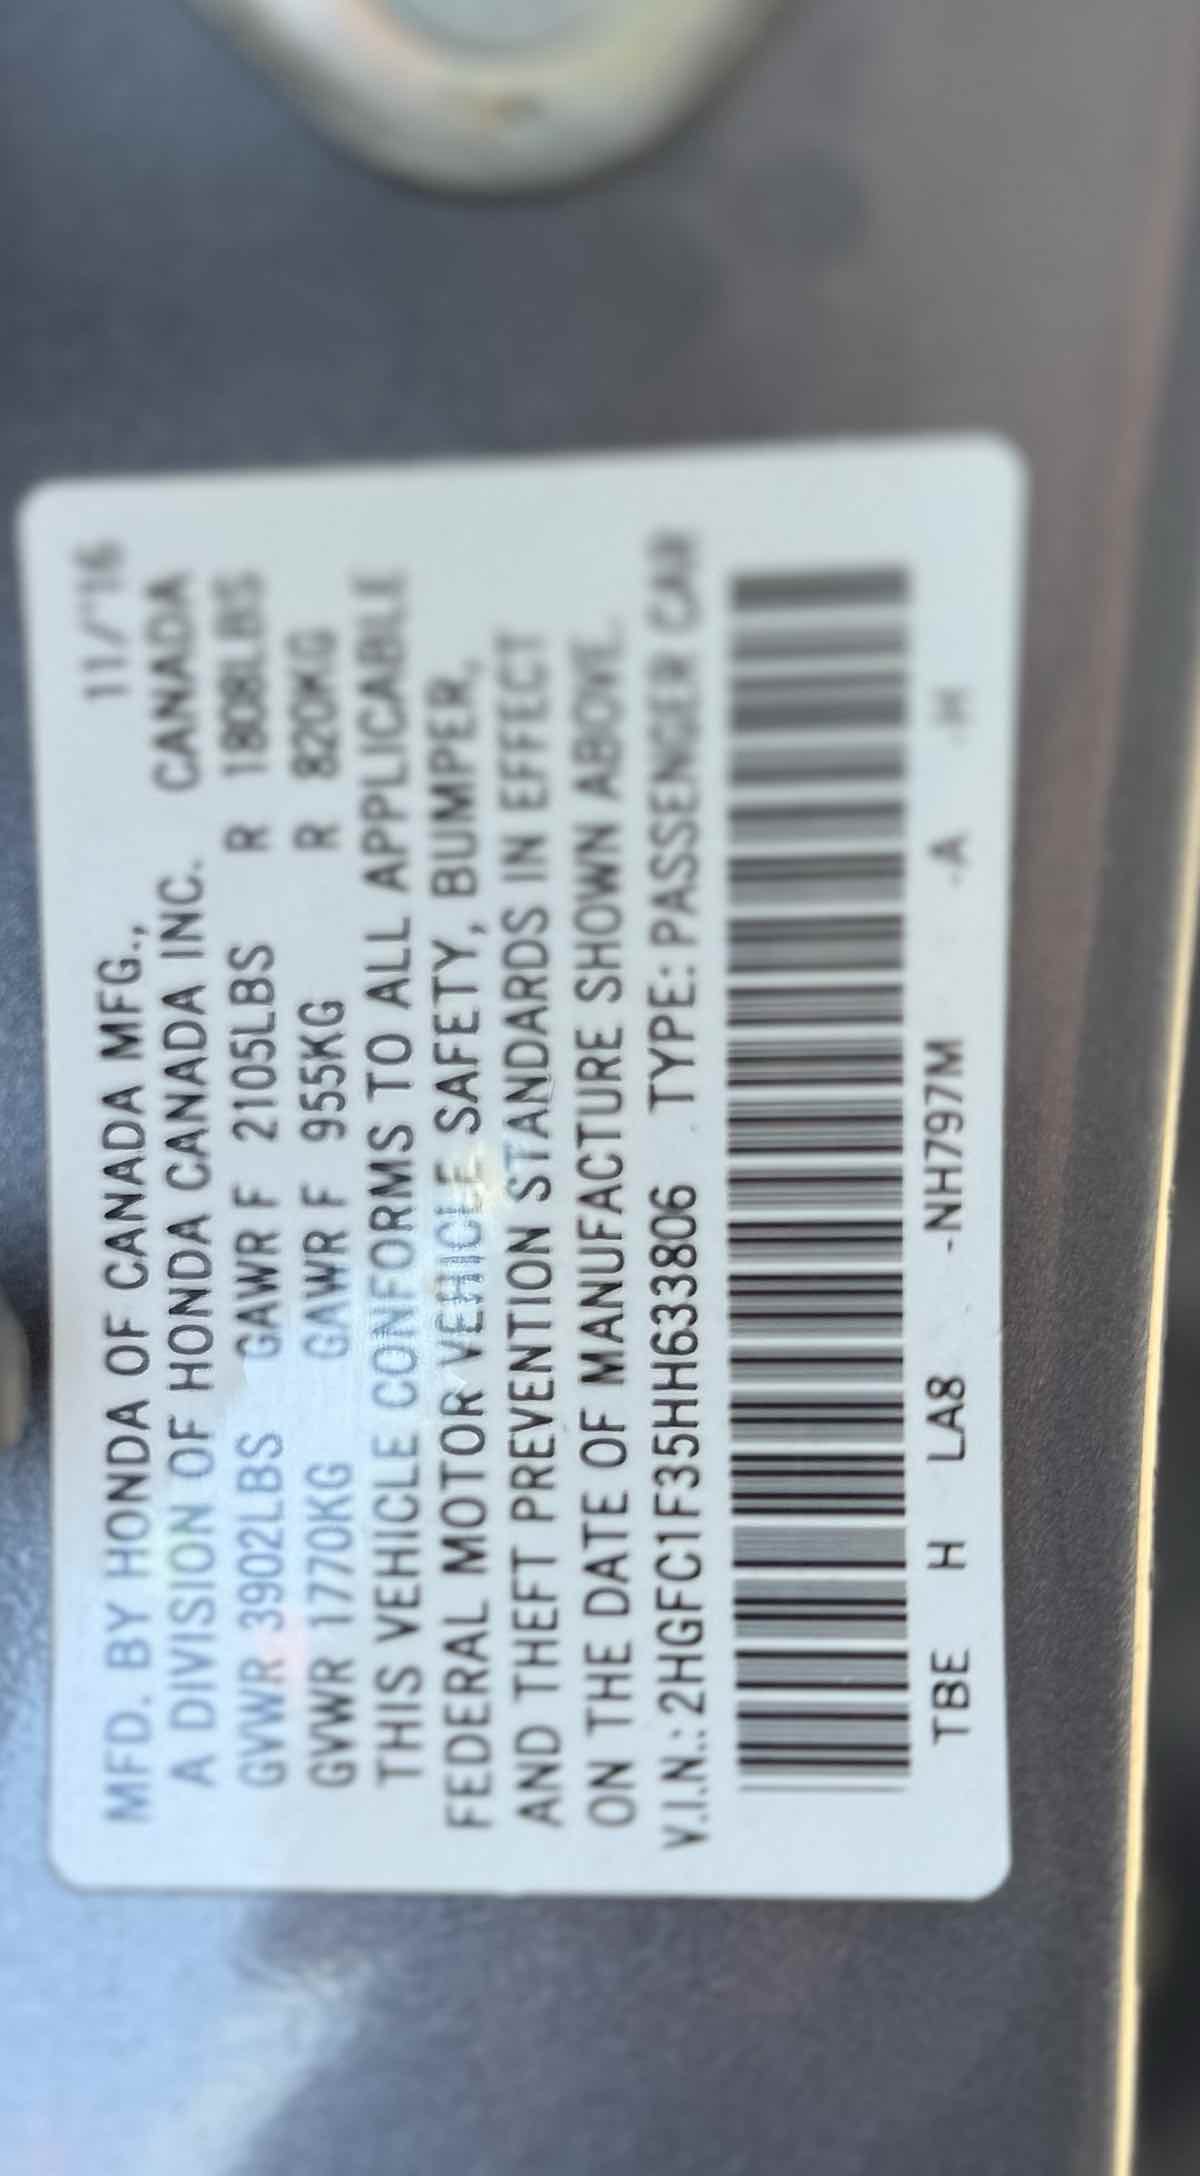 11/'16
MFD. BY HONDA OF CANADA MFG.,
A DIVISION OF HONDA CANADA INC. CANADA
GVWR 3902LBS GAWR F 2105LBS R 1808LBS
GVWR 1770KG GAWR F 955KG R 820KG
THIS VEHICLE CONFORMS TO ALL APPLICABLE
FEDERAL MOTOR VEHICLE SAFETY, BUMPER,
AND THEFT PREVENTION STANDARDS IN EFFECT
ON THE DATE OF MANUFACTURE SHOWN ABOVE.
V.I.N.: 2HGFC1F35HH633806 TYPE: PASSENGER CAR
TBE H LA8 -NH797M -A -H